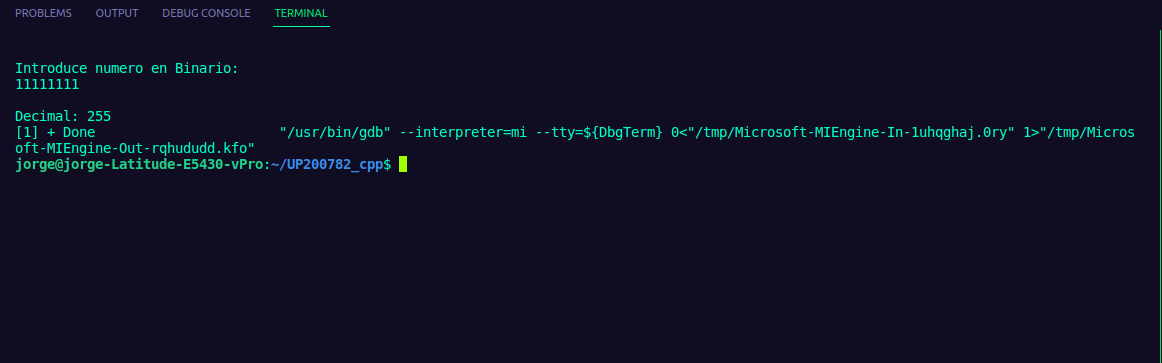 PROBLEMS OUTPUT DEBUG CONSOLE TERMINAL
Introduce numero en Binario:
11111111
Decimal: 255
[1] + Done "/usr/bin/gdb" --interpreter=mi --tty=${DbgTerm} 0<"/tmp/Microsoft-MIEngine-In-1uhqghaj.0ry" 1>"/tmp/Micros
oft-MIEngine-Out-rqhududd.kfo"
jorge@jorge-Latitude-E5430-vPro:~/UP200782_cpp$